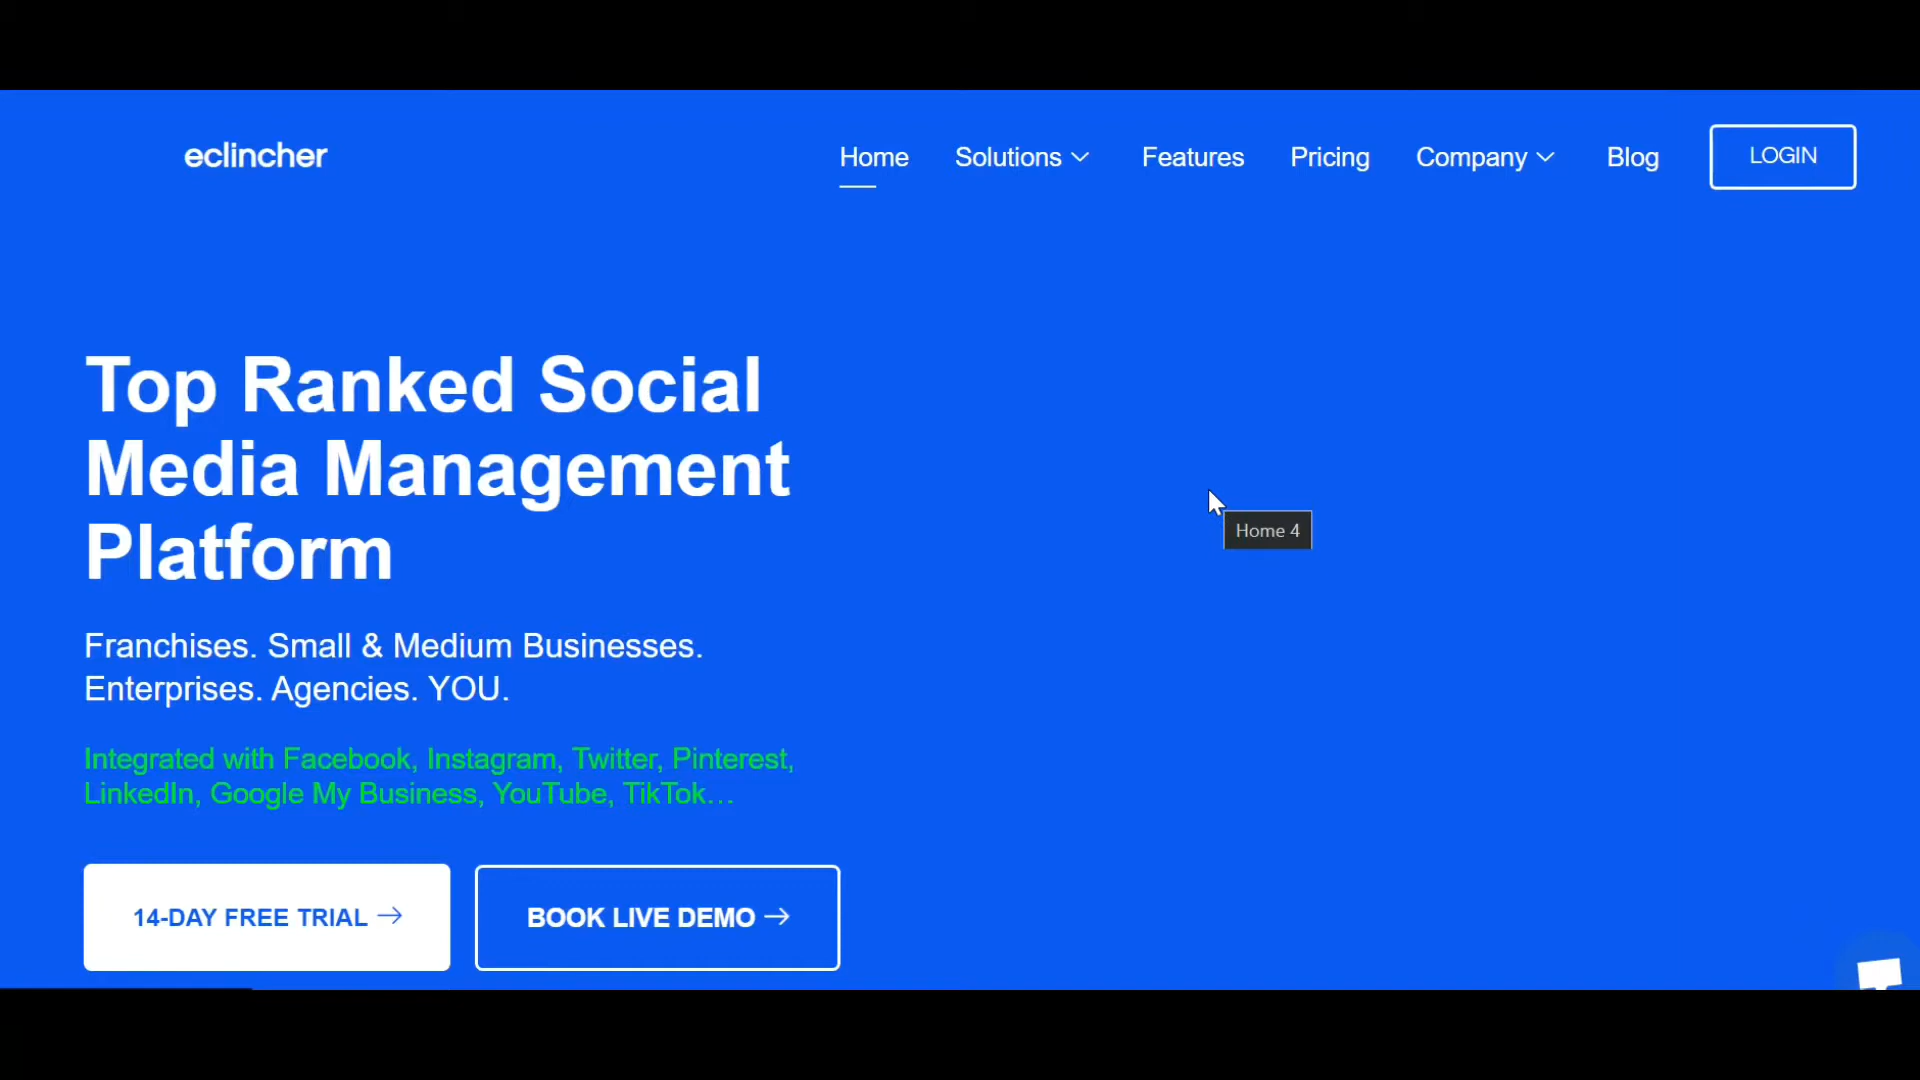 eclincher
Home Solutions Features Pricing Company Blog LOGIN
Top Ranked Social
Media Management
Platform
Home 4
Franchises. Small & Medium Businesses.
Enterprises. Agencies. YOU.
Integrated with Facebook, Instagram, Twitter, Pinterest,
LinkedIn, Google My Business, YouTube, TikTok...
14-DAY FREE TRIAL → BOOK LIVE DEMO →